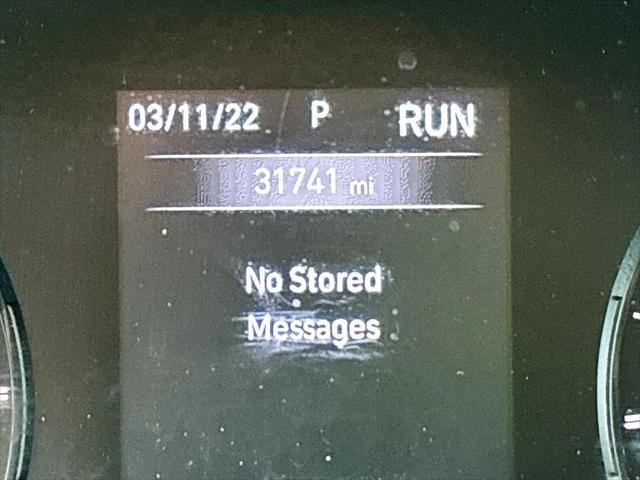 03/11/22 P RUN
31741 mi
No Stored
Messages